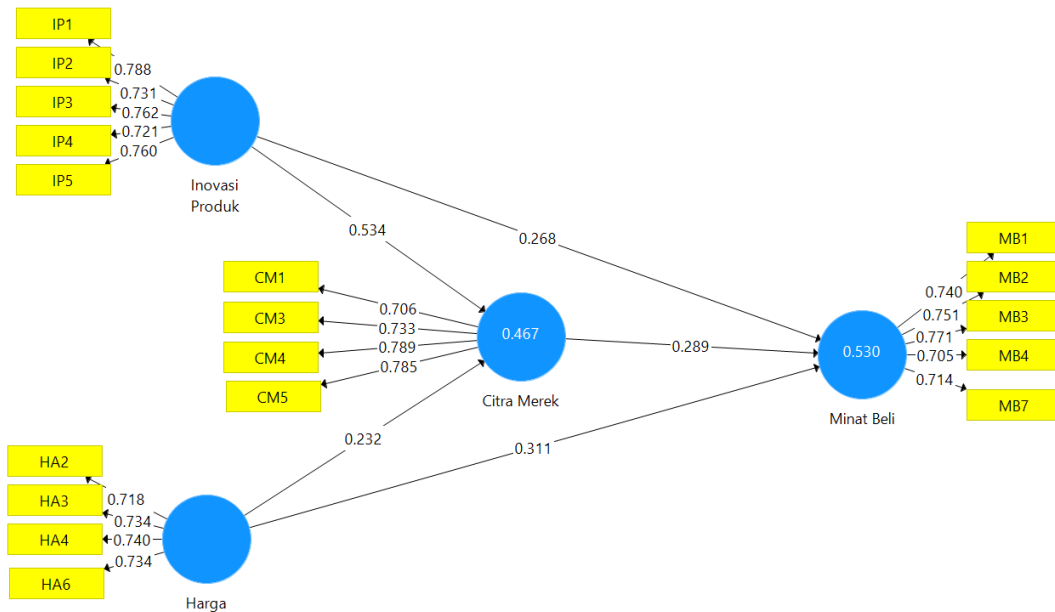 IP1
IP2
IP3
IP4
IP5
0.788
0.731
0.762
0.721
0.760
Inovasi
Produk
0.534
0.268
CM1
CM3
CM4
CM5
0.706
0.733
0.789
0.785
0.467
Citra Merek
0.289
0.232
0.311
HA2
HA3
HA4
HA6
0.718
0.734
0.740
0.734
Harga
0.530
Minat Beli
0.740
0.751
0.771
0.705
0.714
MB1
MB2
MB3
MB4
MB7